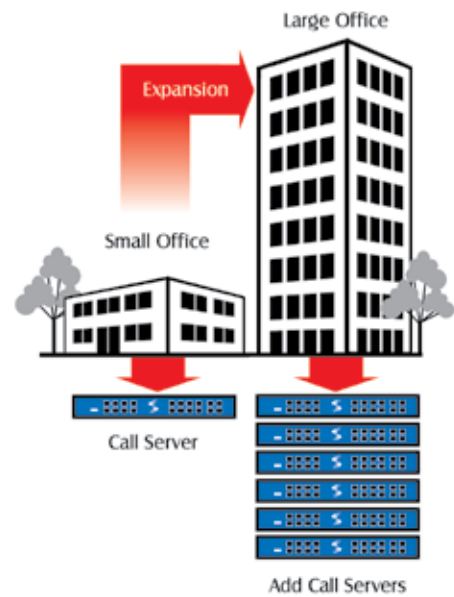 Large Office
Expansion
Small Office
Call Server
Add Call Servers